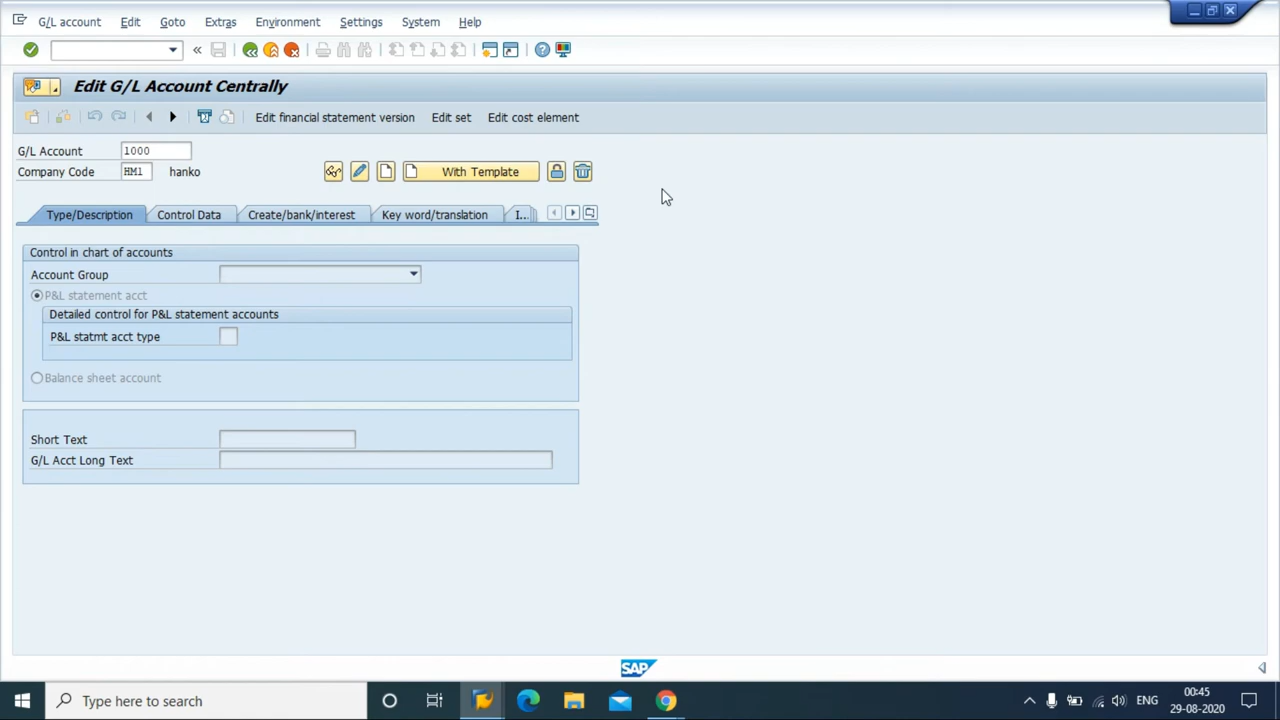 G/L account Edit Goto Extras Environment Settings System Help
Edit G/L Account Centrally
Edit financial statement version Edit set Edit cost element
G/L Account 1000
Company Code HM1 hanko With Template
Type/Description Control Data Create/bank/interest Key word/translation I...
Control in chart of accounts
Account Group
P&L statement acct
Detailed control for P&L statement accounts
P&L statmt acct type
Balance sheet account
Short Text
G/L Acct Long Text
SAP
Type here to search
ENG
00:45
29-08-2020